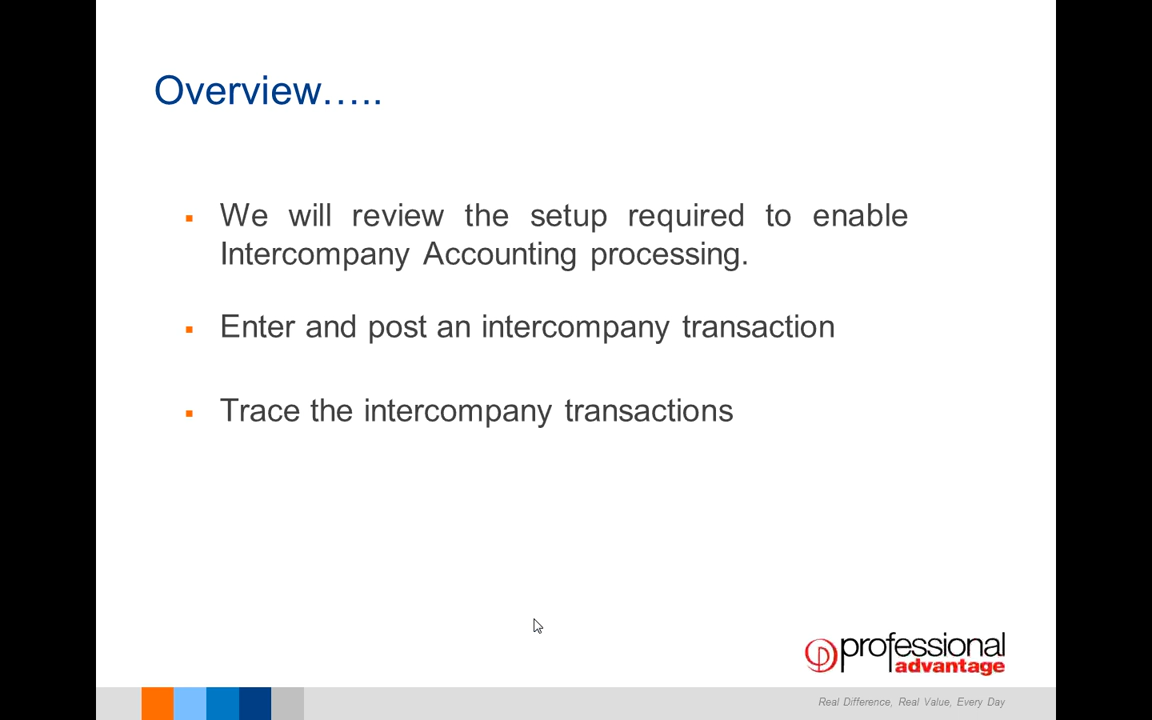 Overview…..
We will review the setup required to enable
Intercompany Accounting processing.
Enter and post an intercompany transaction
Trace the intercompany transactions
professional
advantage
Real Difference, Real Value, Every Day